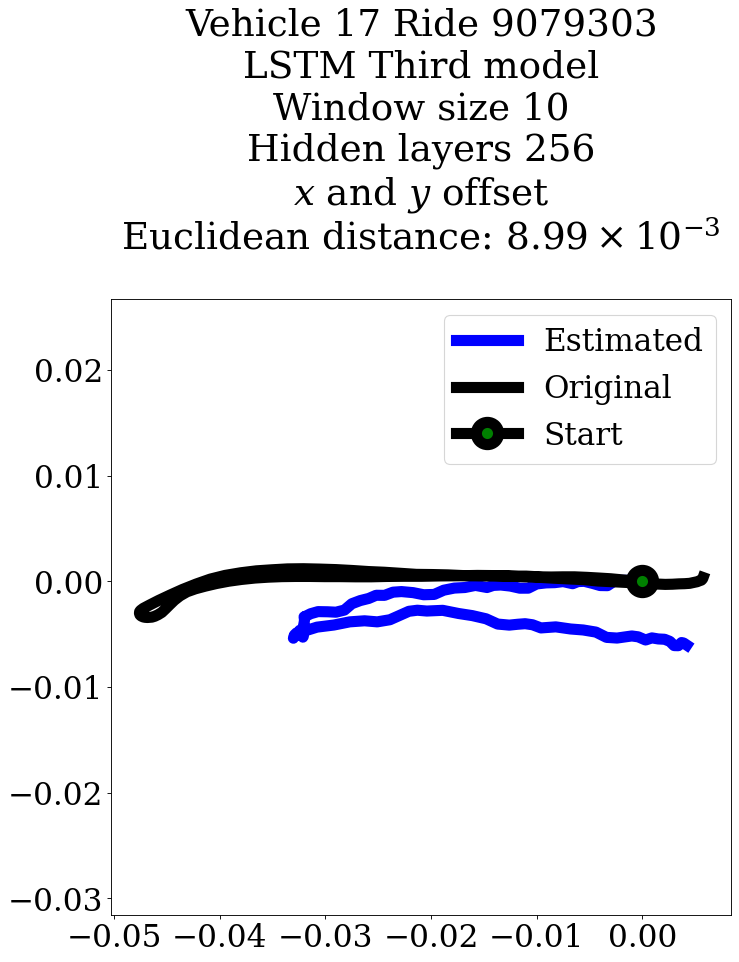 Vehicle 17 Ride 9079303
LSTM Third model
Window size 10
Hidden layers 256
x and y offset
Euclidean distance: 8.99 × 10⁻³
Estimated
Original
Start
0.02
0.01
0.00
−0.01
−0.02
−0.03
−0.05 −0.04 −0.03 −0.02 −0.01 0.00